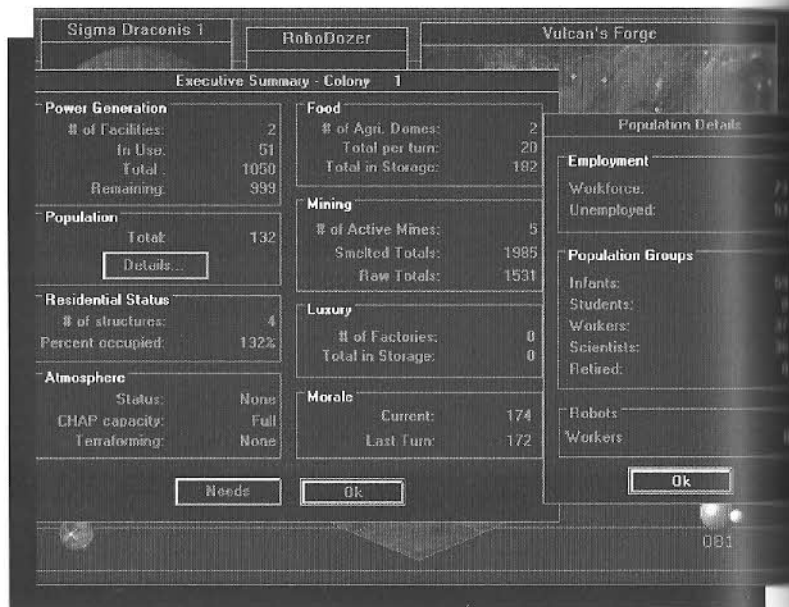 Sigma Draconis 1
RoboDozer
Vulcan's Forge
Executive Summary - Colony 1
Power Generation
# of Facilities: 2
In Use: 51
Total : 1050
Remaining: 999
Population
Total: 132
Details...
Residential Status
# of structures: 4
Percent occupied: 132%
Atmosphere
Status: None
CHAP capacity: Full
Terraforming: None
Food
# of Agri. Domes: 2
Total per turn: 20
Total in Storage: 182
Mining
# of Active Mines: 5
Smelted Totals: 1985
Raw Totals: 1531
Luxury
# of Factories: 0
Total in Storage: 0
Morale
Current: 174
Last Turn: 172
Needs
Ok
Population Details
Employment
Workforce:
Unemployed:
Population Groups
Infants:
Students:
Workers:
Scientists:
Retired:
Robots
Workers
Ok
081